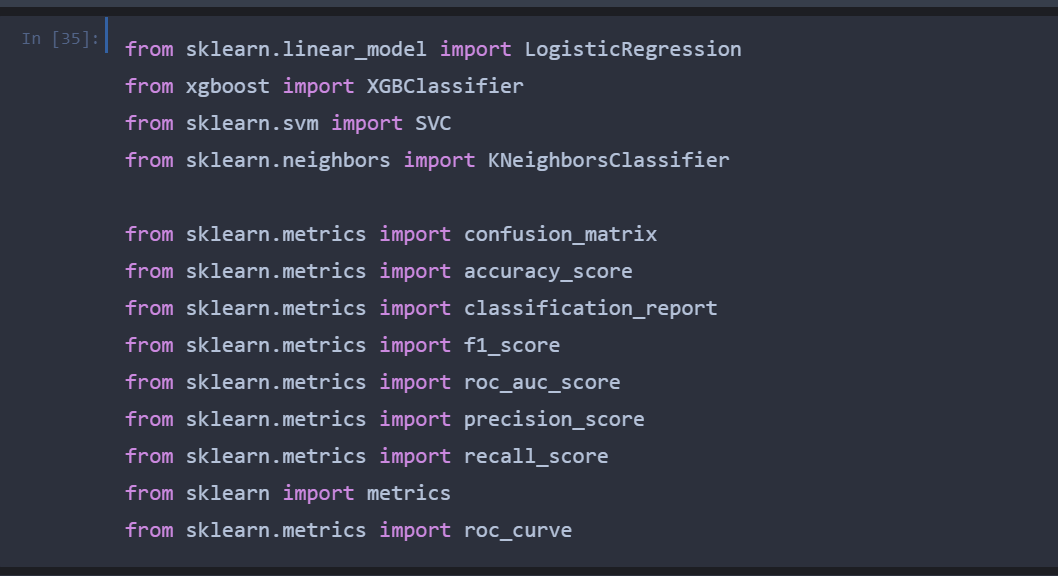 In [35]:
from sklearn.linear_model import LogisticRegression
from xgboost import XGBClassifier
from sklearn.svm import SVC
from sklearn.neighbors import KNeighborsClassifier
from sklearn.metrics import confusion_matrix
from sklearn.metrics import accuracy_score
from sklearn.metrics import classification_report
from sklearn.metrics import f1_score
from sklearn.metrics import roc_auc_score
from sklearn.metrics import precision_score
from sklearn.metrics import recall_score
from sklearn import metrics
from sklearn.metrics import roc_curve